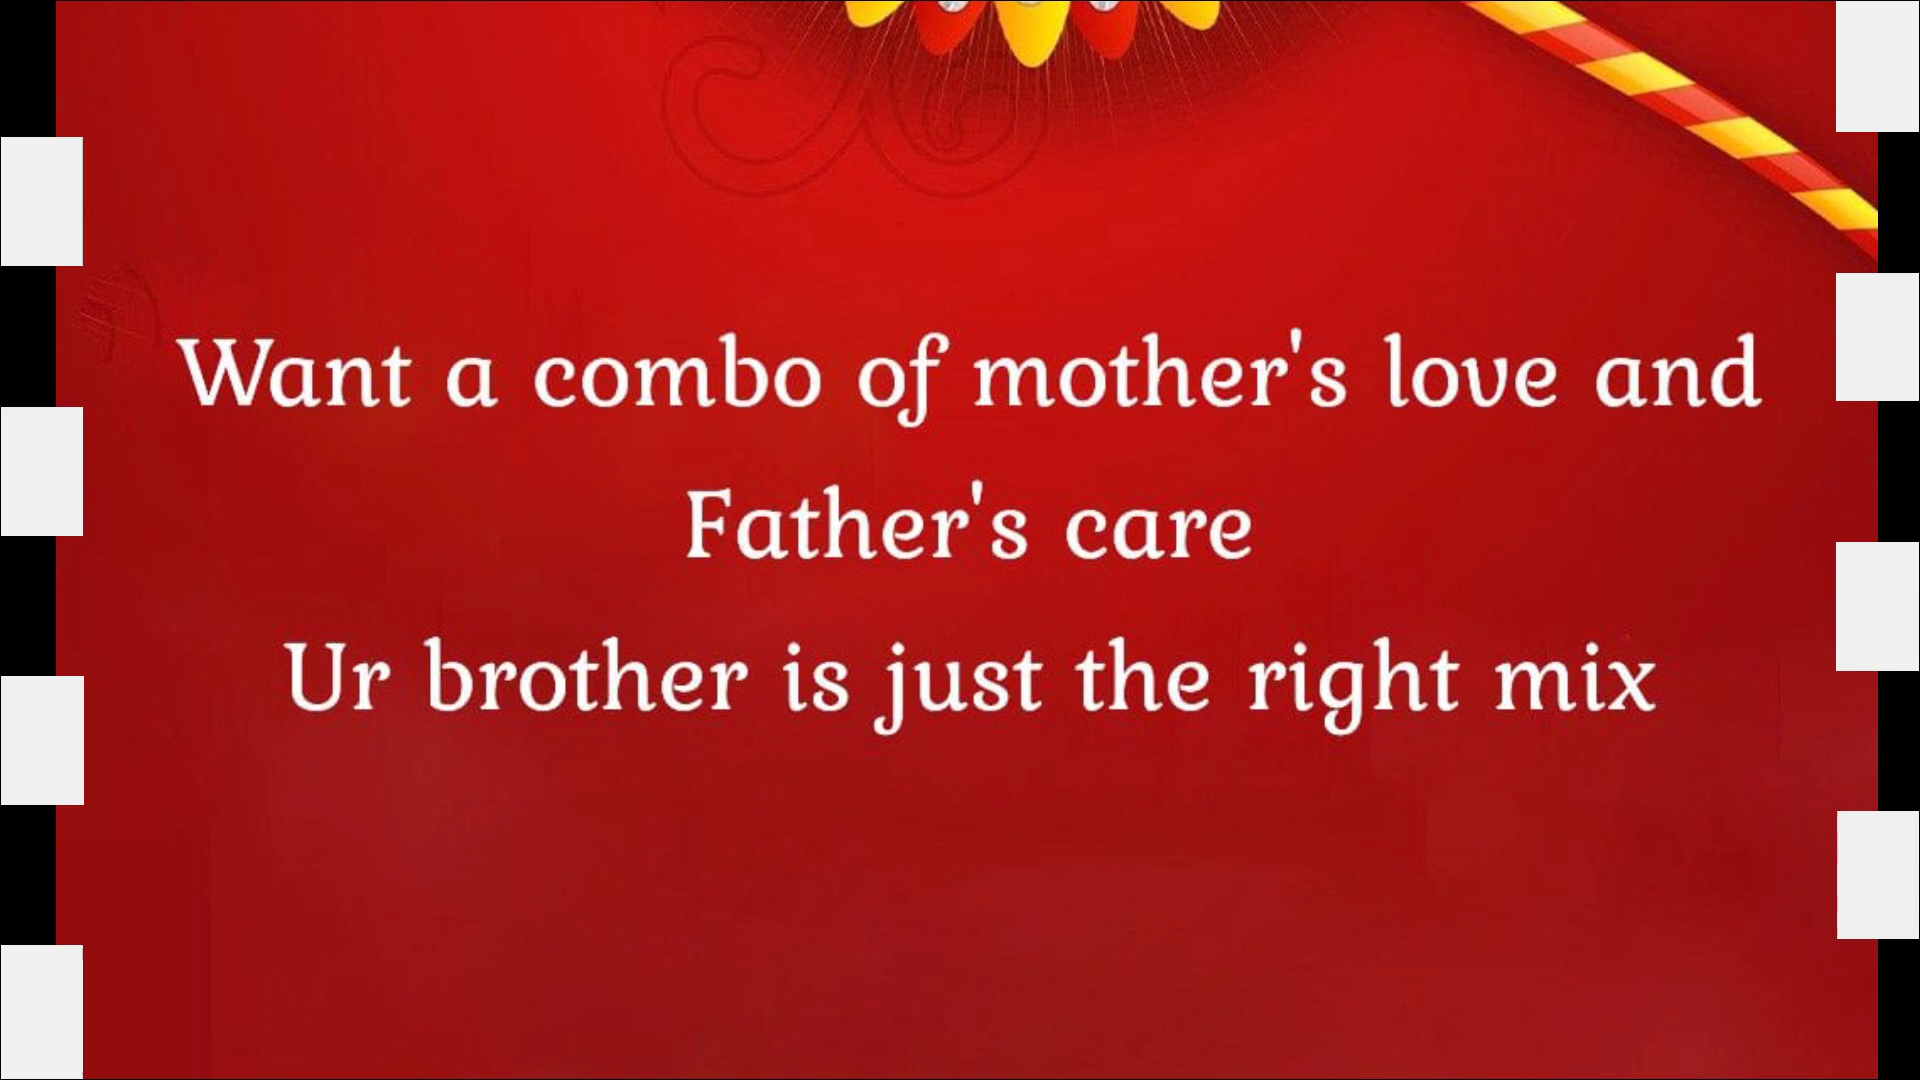 Want a combo of mother's love and
Father's care
Ur brother is just the right mix